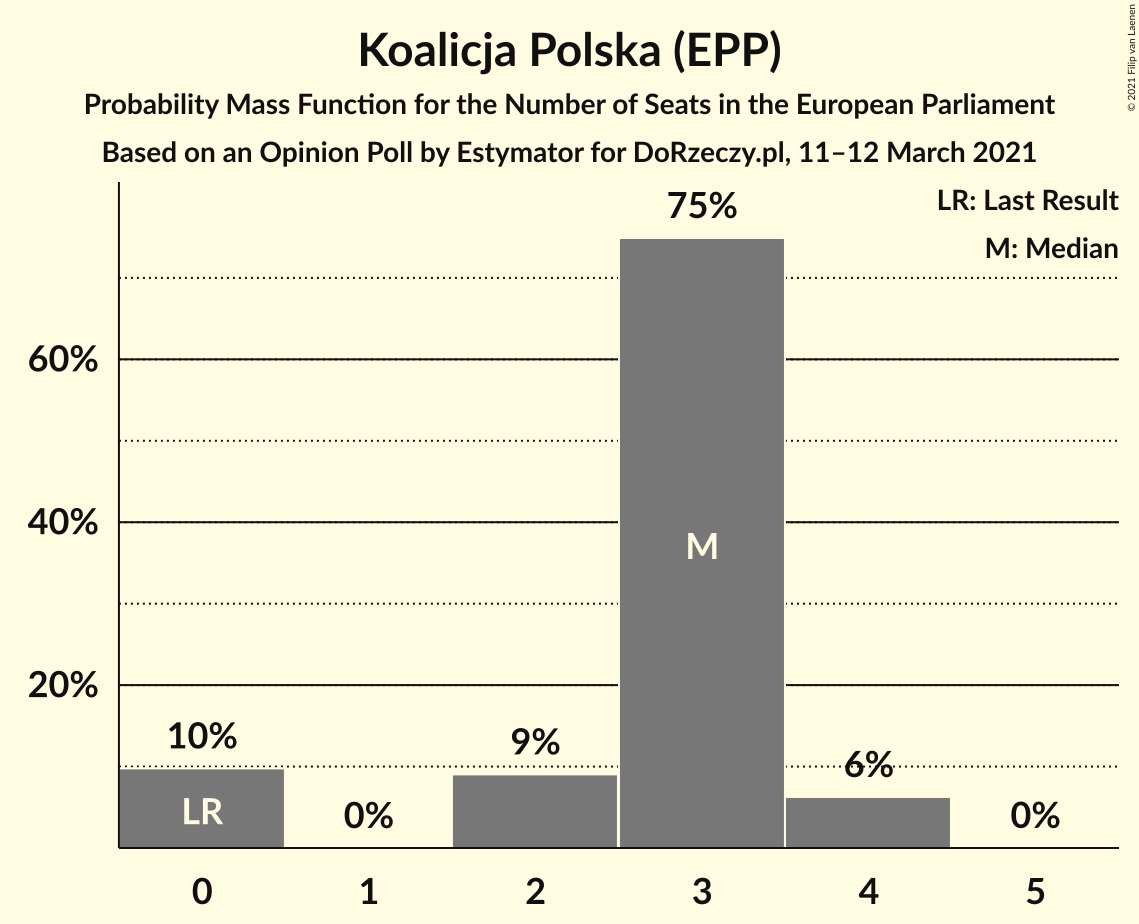 Koalicja Polska (EPP)
Probability Mass Function for the Number of Seats in the European Parliament
Based on an Opinion Poll by Estymator for DoRzeczy.pl, 11–12 March 2021
© 2021 Filip van Laenen
LR: Last Result
M: Median
75%
60%
40%
20%
M
10%
9%
6%
LR
0%
0%
0 1 2 3 4 5